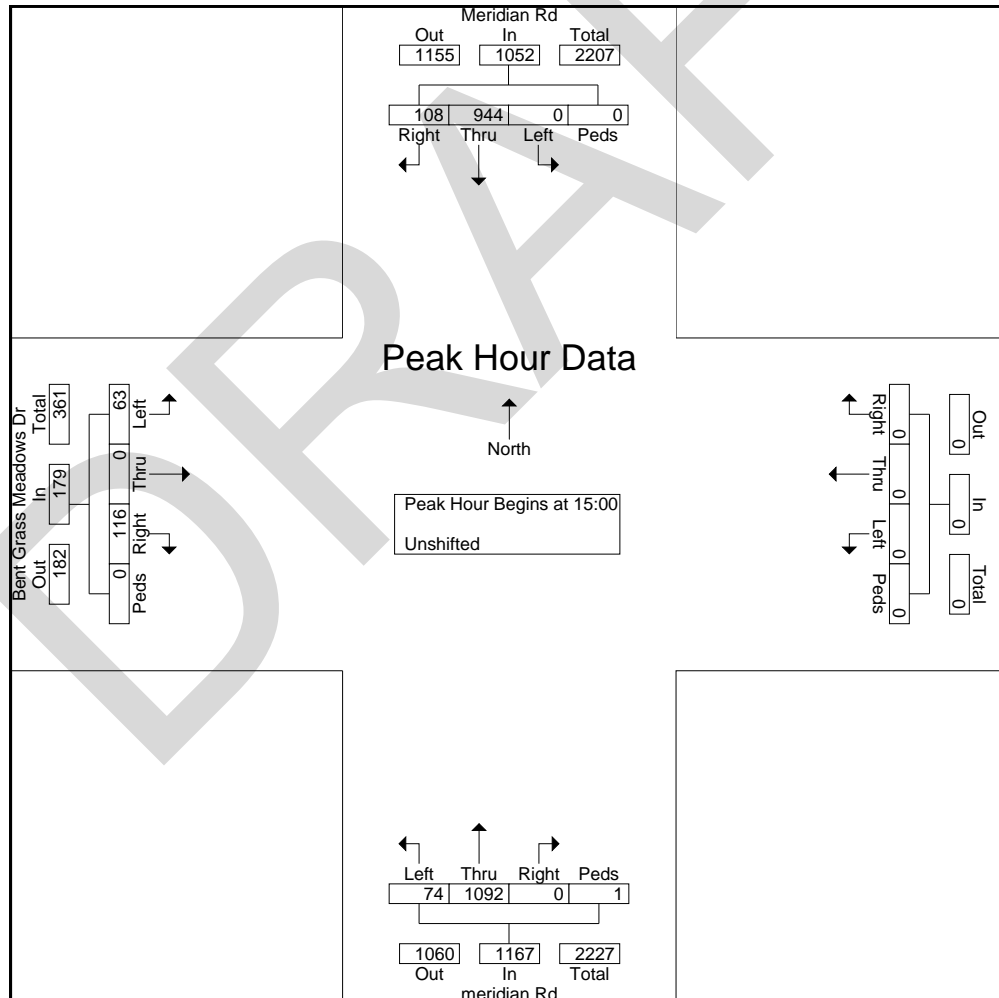 Meridian Rd
Out In Total
1155 1052 2207
108 944 0 0
Right Thru Left Peds
Peak Hour Data
North
Peak Hour Begins at 15:00
Unshifted
Bent Grass Meadows Dr
Out In Total
182 179 361
0 116 0 63
Peds Right Thru Left
Out In Total
0 0 0
Right Thru Left Peds
0 0 0 0
Left Thru Right Peds
74 1092 0 1
1060 1167 2227
Out In Total
meridian Rd
DRAF